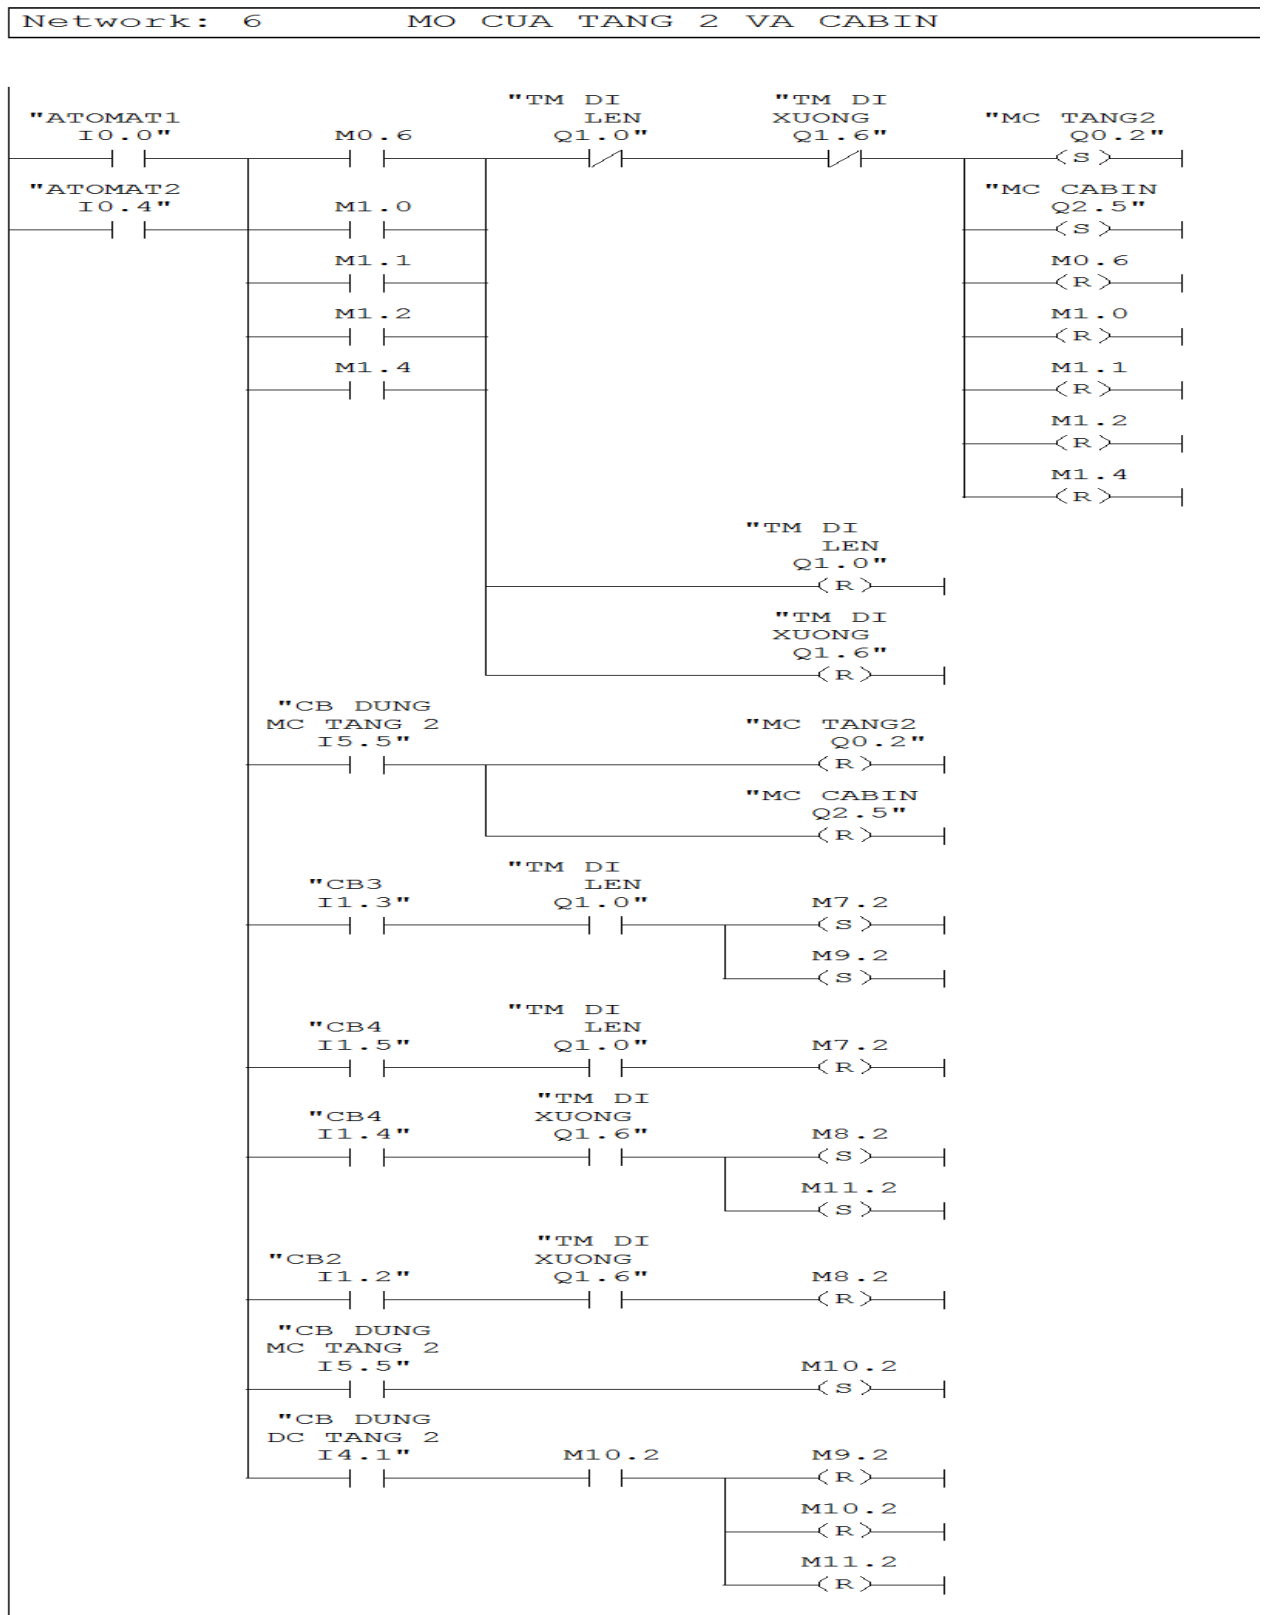 Network: 6 MO CUA TANG 2 VA CABIN
"TM DI "TM DI
"ATOMAT1 LEN XUONG "MC TANG2
I0.0" M0.6 Q1.0" Q1.6" Q0.2"
(S)
"ATOMAT2 "MC CABIN
I0.4" M1.0 Q2.5"
(S)
M1.1 M0.6
(R)
M1.2 M1.0
(R)
M1.4 M1.1
(R)
M1.2
(R)
M1.4
(R)
"TM DI
LEN
Q1.0"
(R)
"TM DI
XUONG
Q1.6"
(R)
"CB DUNG
MC TANG 2 "MC TANG2
I5.5" Q0.2"
(R)
"MC CABIN
Q2.5"
(R)
"TM DI
"CB3 LEN
I1.3" Q1.0" M7.2
(S)
M9.2
(S)
"TM DI
"CB4 LEN
I1.5" Q1.0" M7.2
(R)
"TM DI
"CB4 XUONG
I1.4" Q1.6" M8.2
(S)
M11.2
(S)
"TM DI
"CB2 XUONG
I1.2" Q1.6" M8.2
(R)
"CB DUNG
MC TANG 2
I5.5" M10.2
(S)
"CB DUNG
DC TANG 2
I4.1" M10.2 M9.2
(R)
M10.2
(R)
M11.2
(R)